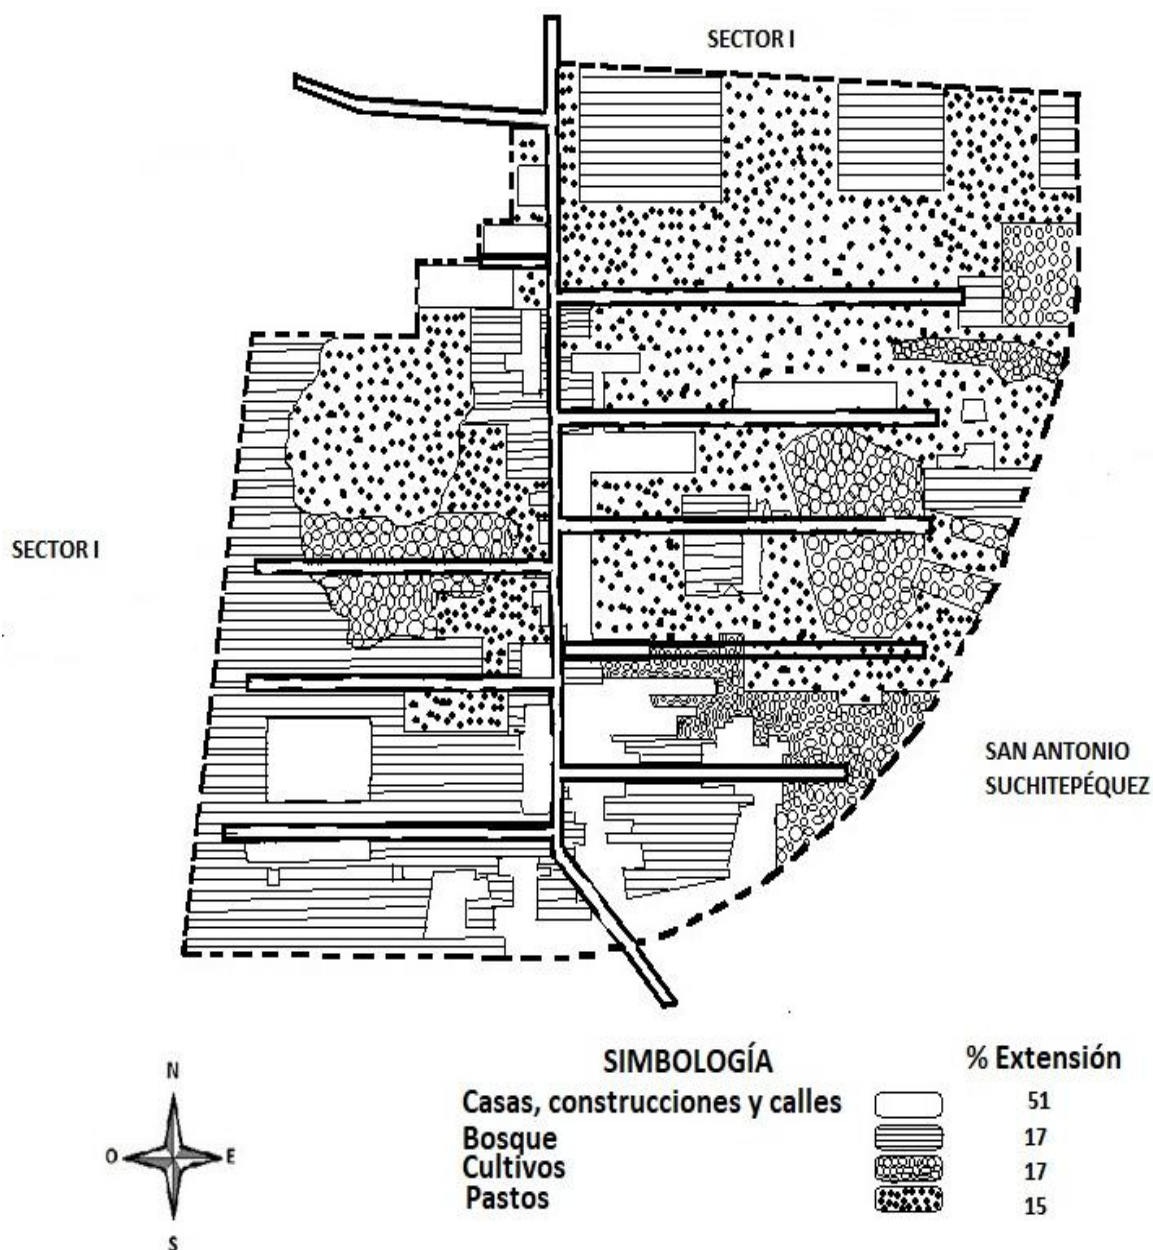 SECTOR I
SECTOR I
SAN ANTONIO
SUCHITEPÉQUEZ
SIMBOLOGÍA % Extensión
Casas, construcciones y calles 51
Bosque 17
Cultivos 17
Pastos 15
N
O E
S